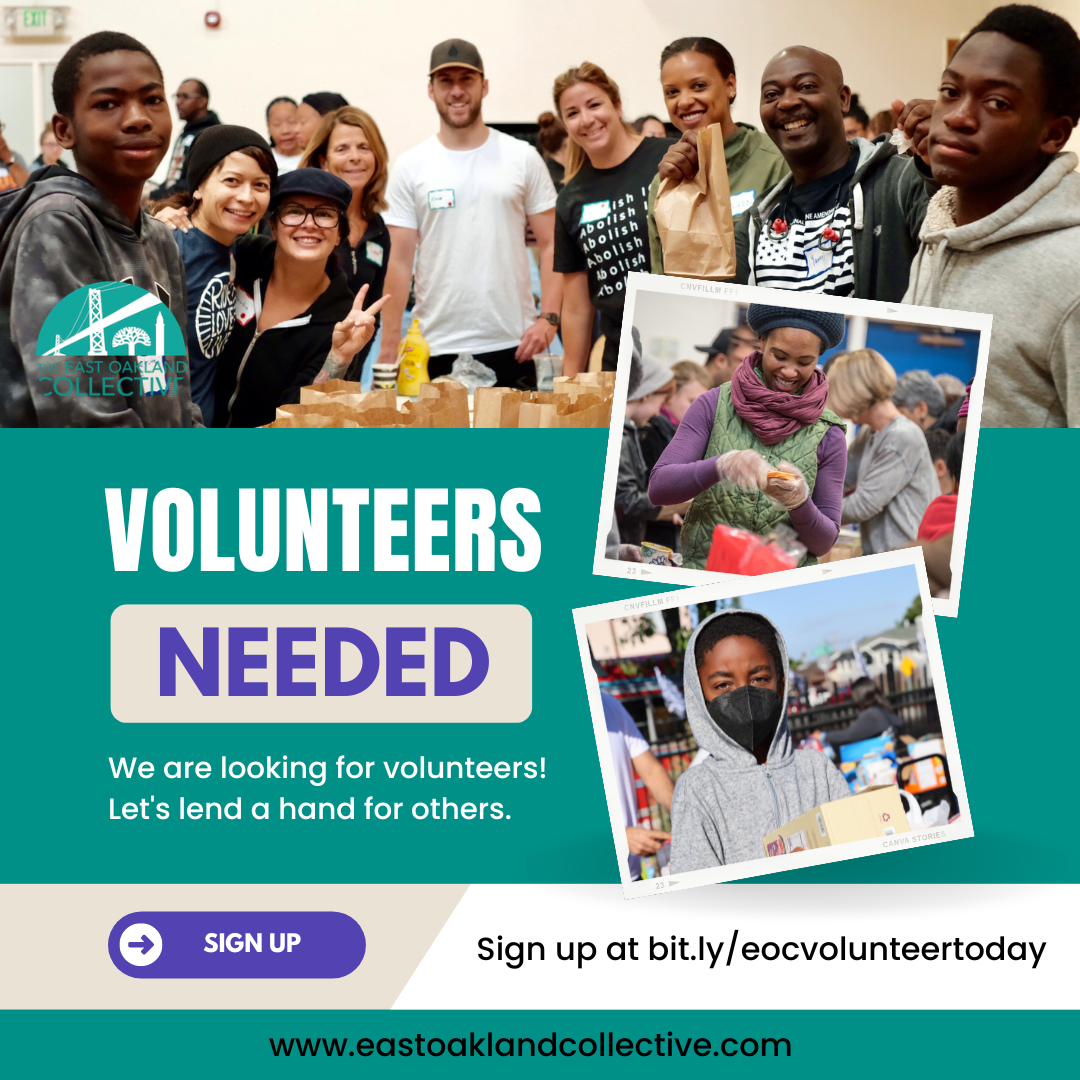 EXIT
Abolish
Abolish
Abolish
Abolish
Abolish
EAST OAKLAND
COLLECTIVE
CNVFILLM
VOLUNTEERS
NEEDED
23
CNVFILLM
We are looking for volunteers!
Let's lend a hand for others.
CANVA STORIES
23
SIGN UP
Sign up at bit.ly/eocvolunteertoday
www.eastoaklandcollective.com